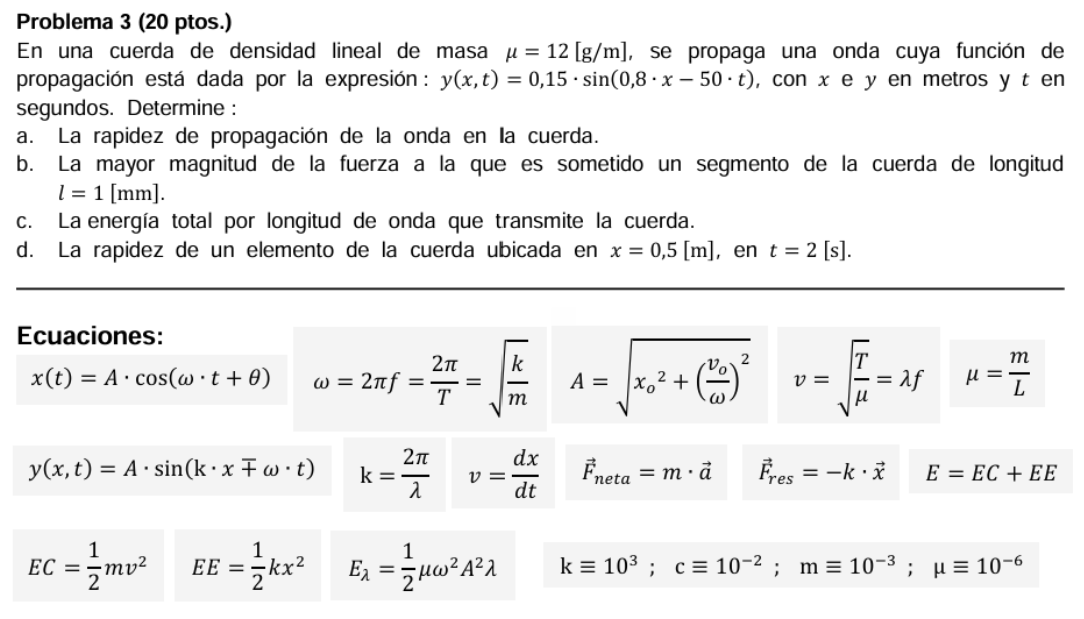 Problema 3 (20 ptos.)
En una cuerda de densidad lineal de masa μ = 12 [g/m], se propaga una onda cuya función de
propagación está dada por la expresión : y(x, t) = 0,15 · sin(0,8 · x − 50 · t), con x e y en metros y t en
segundos. Determine :
a. La rapidez de propagación de la onda en la cuerda.
b. La mayor magnitud de la fuerza a la que es sometido un segmento de la cuerda de longitud
l = 1 [mm].
c. La energía total por longitud de onda que transmite la cuerda.
d. La rapidez de un elemento de la cuerda ubicada en x = 0,5 [m], en t = 2 [s].
Ecuaciones:
x(t) = A · cos(ω · t + θ)
ω = 2πf = 2π/T = √(k/m)
A = √(x₀² + (v₀/ω)²)
v = √(T/μ) = λf
μ = m/L
y(x, t) = A · sin(k · x ∓ ω · t)
k = 2π/λ
v = dx/dt
F⃗neta = m · a⃗
F⃗res = −k · x⃗
E = EC + EE
EC = 1/2 mv²
EE = 1/2 kx²
Eλ = 1/2 μω²A²λ
k ≡ 10³ ; c ≡ 10⁻² ; m ≡ 10⁻³ ; μ ≡ 10⁻⁶